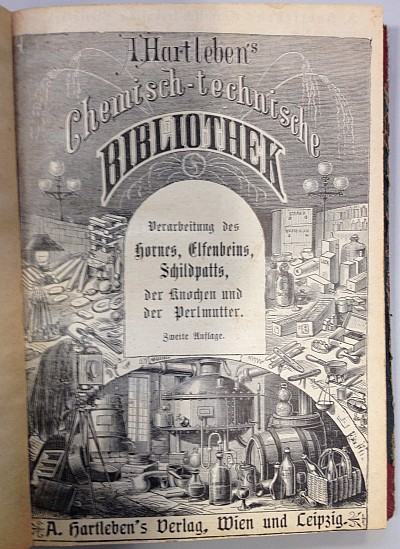 A. Hartleben's
Chemisch-technische
BIBLIOTHEK
Verarbeitung des
Hornes, Elfenbeins,
Schildpatts,
der Knochen und
der Perlmutter.
Zweite Auflage.
A. Hartleben's Verlag, Wien und Leipzig.